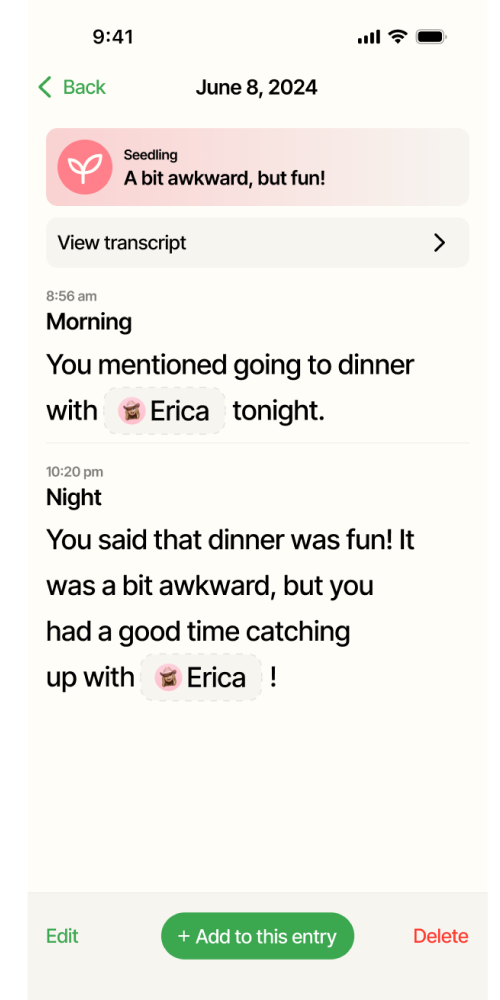 9:41
Back
June 8, 2024
Seedling
A bit awkward, but fun!
View transcript
8:56 am
Morning
You mentioned going to dinner
with Erica tonight.
10:20 pm
Night
You said that dinner was fun! It
was a bit awkward, but you
had a good time catching
up with Erica !
Edit
+ Add to this entry
Delete